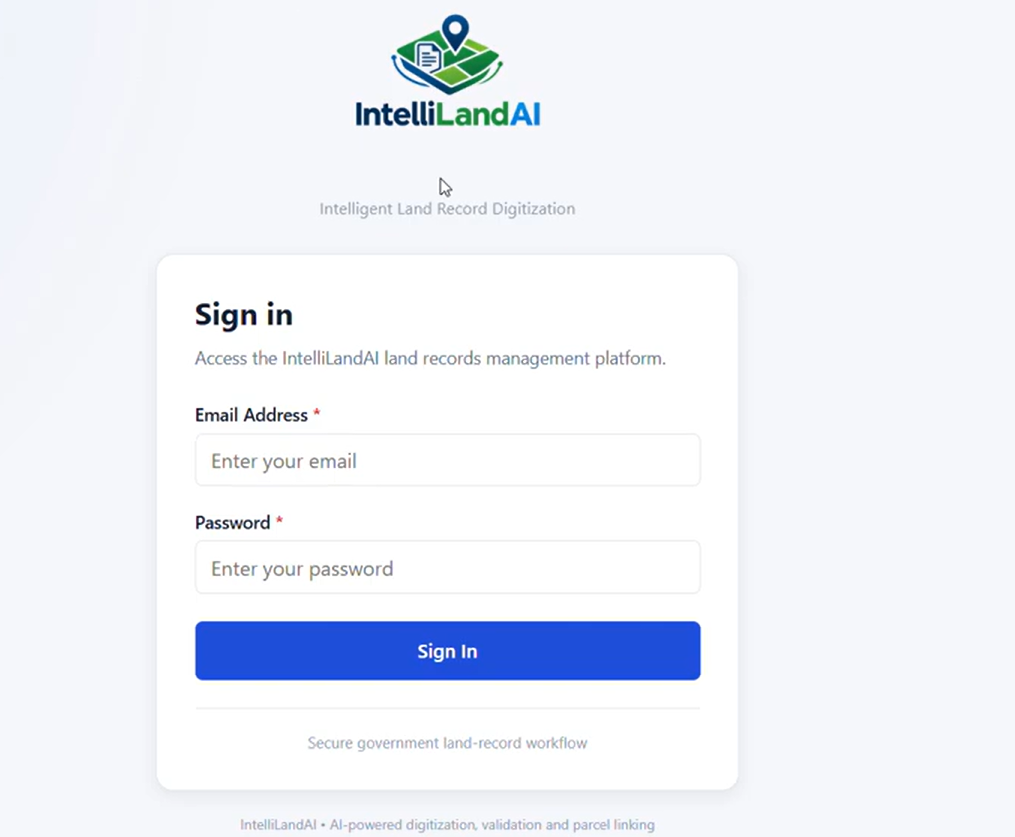 IntelliLandAI
Intelligent Land Record Digitization
Sign in
Access the IntelliLandAI land records management platform.
Email Address *
Enter your email
Password *
Enter your password
Sign In
Secure government land-record workflow
IntelliLandAI • AI-powered digitization, validation and parcel linking